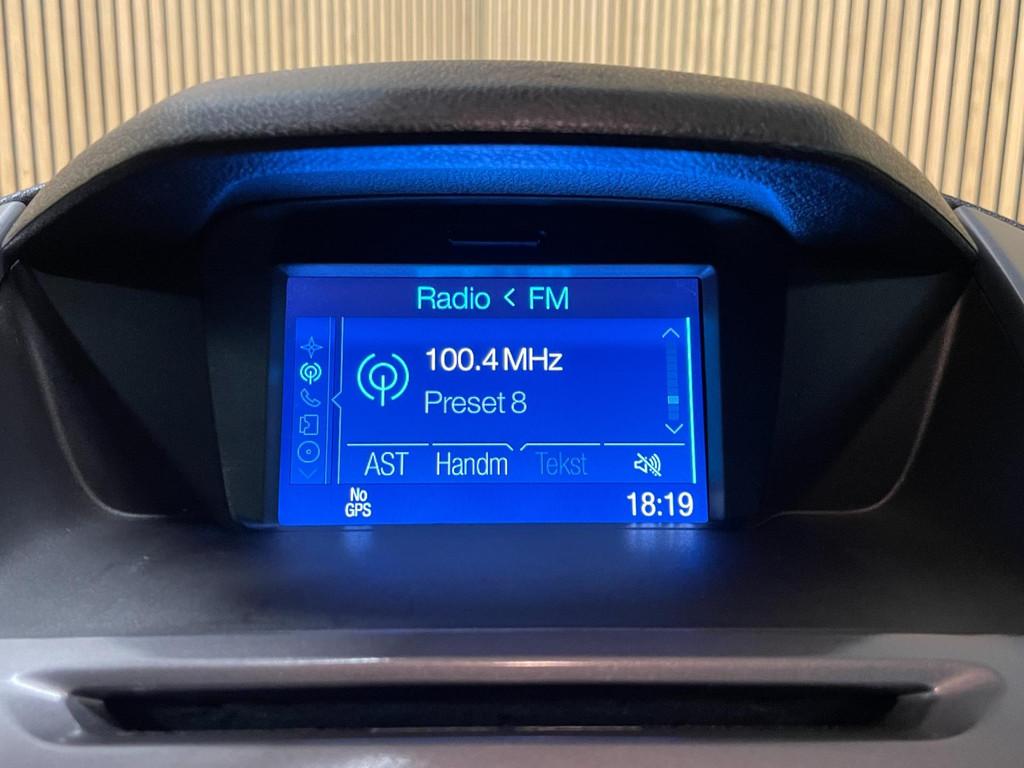 Radio < FM
100.4 MHz
Preset 8
AST Handm Tekst
No
GPS
18:19